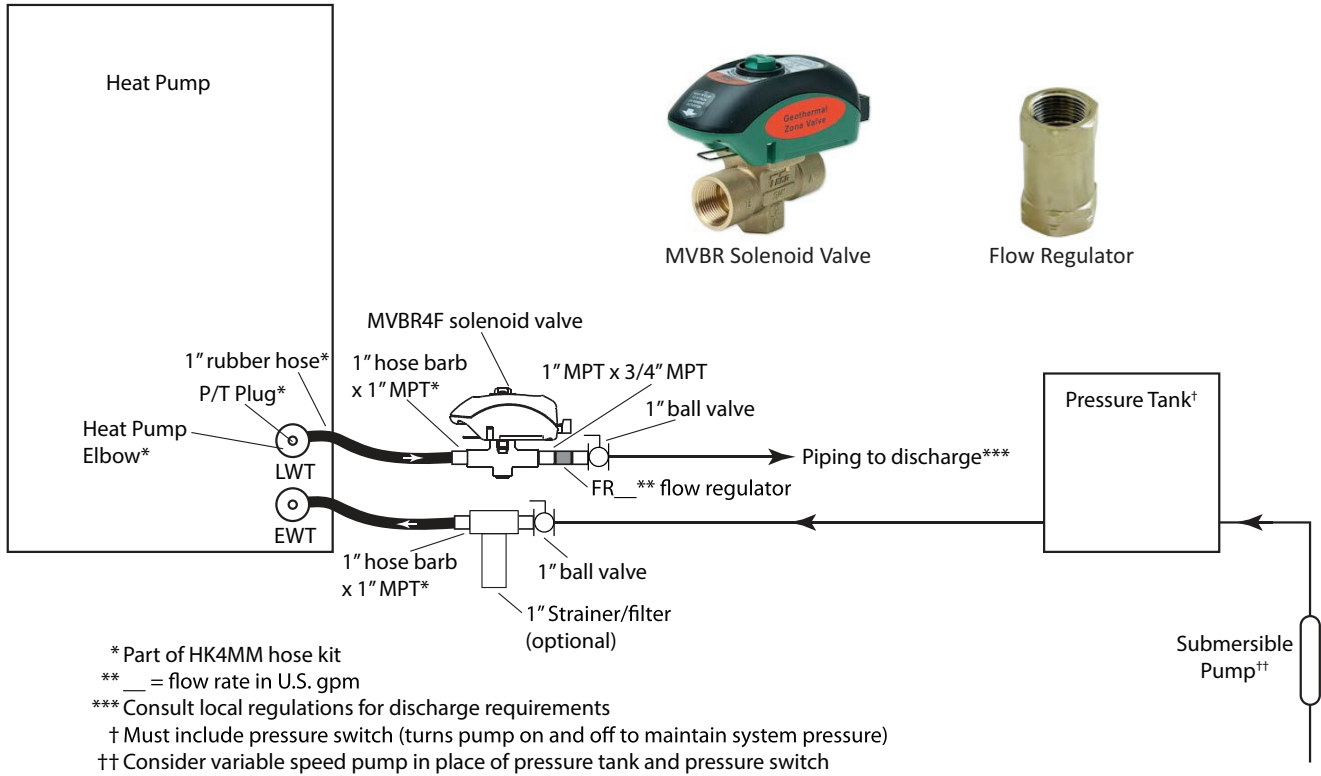 Heat Pump
Geothermal
Zone Valve
MVBR Solenoid Valve
Flow Regulator
MVBR4F solenoid valve
1” rubber hose*
1” hose barb
x 1” MPT*
1” MPT x 3/4” MPT
P/T Plug*
1” ball valve
Pressure Tank†
Heat Pump
Elbow*
LWT
Piping to discharge***
FR__** flow regulator
EWT
1” hose barb
x 1” MPT*
1” ball valve
1” Strainer/filter
(optional)
Submersible
Pump††
* Part of HK4MM hose kit
** __ = flow rate in U.S. gpm
*** Consult local regulations for discharge requirements
† Must include pressure switch (turns pump on and off to maintain system pressure)
†† Consider variable speed pump in place of pressure tank and pressure switch